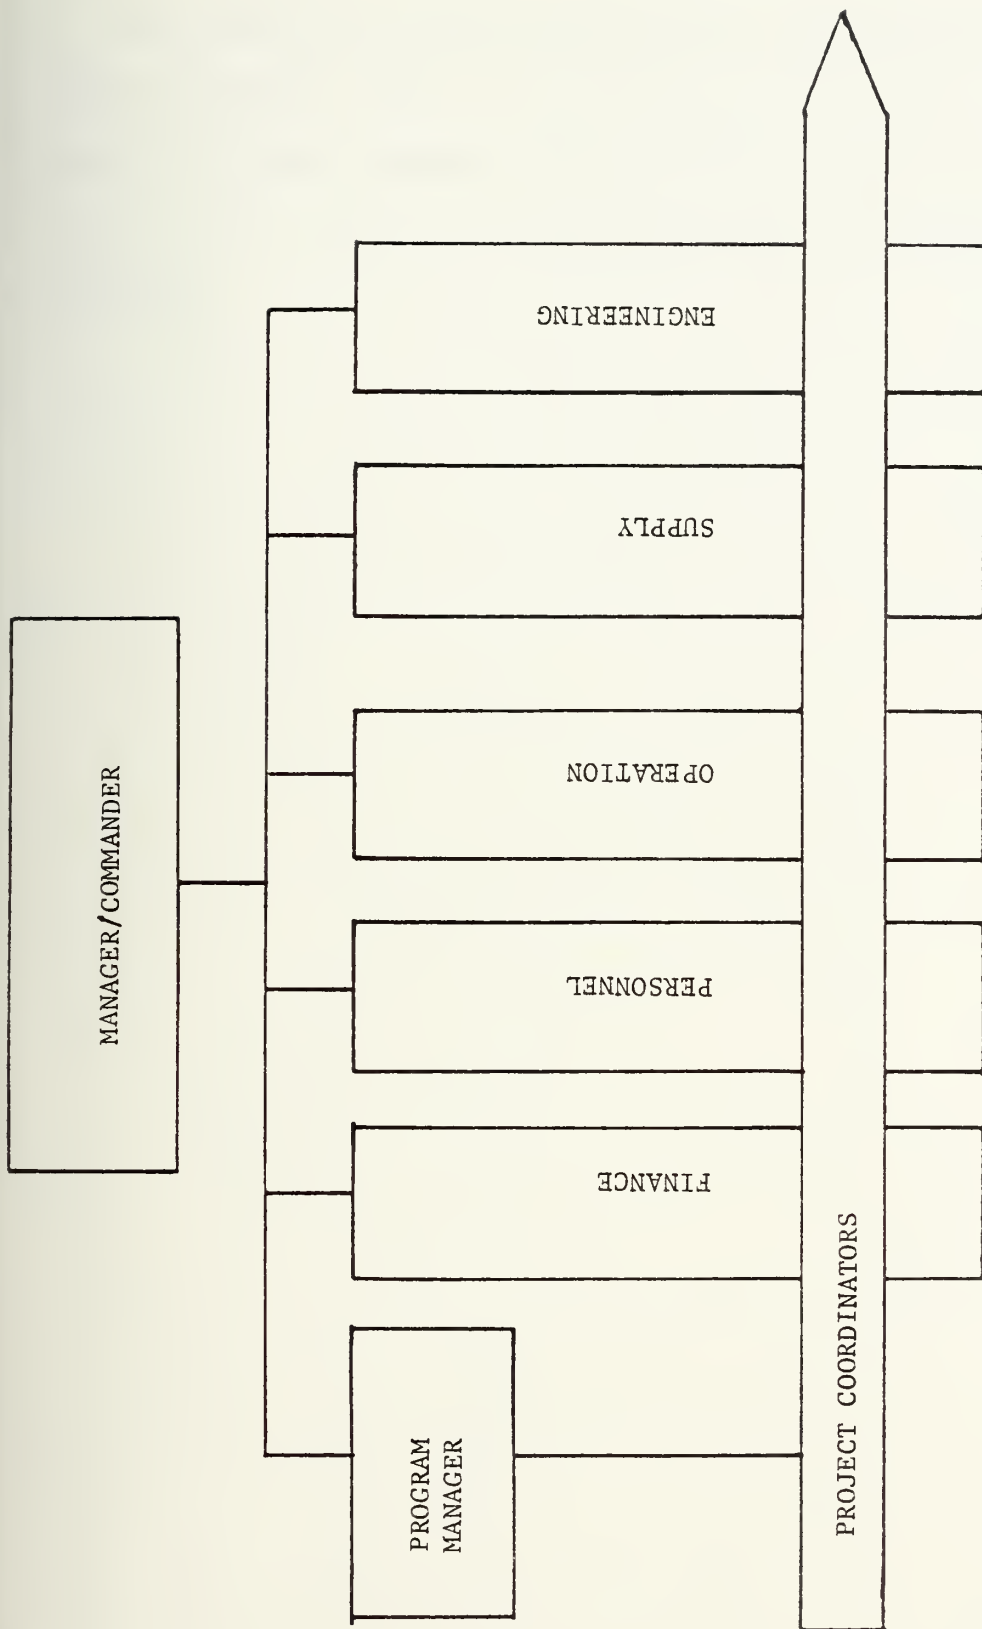 MANAGER/COMMANDER
PROGRAM
MANAGER
FINANCE
PERSONNEL
OPERATION
SUPPLY
ENGINEERING
PROJECT COORDINATORS